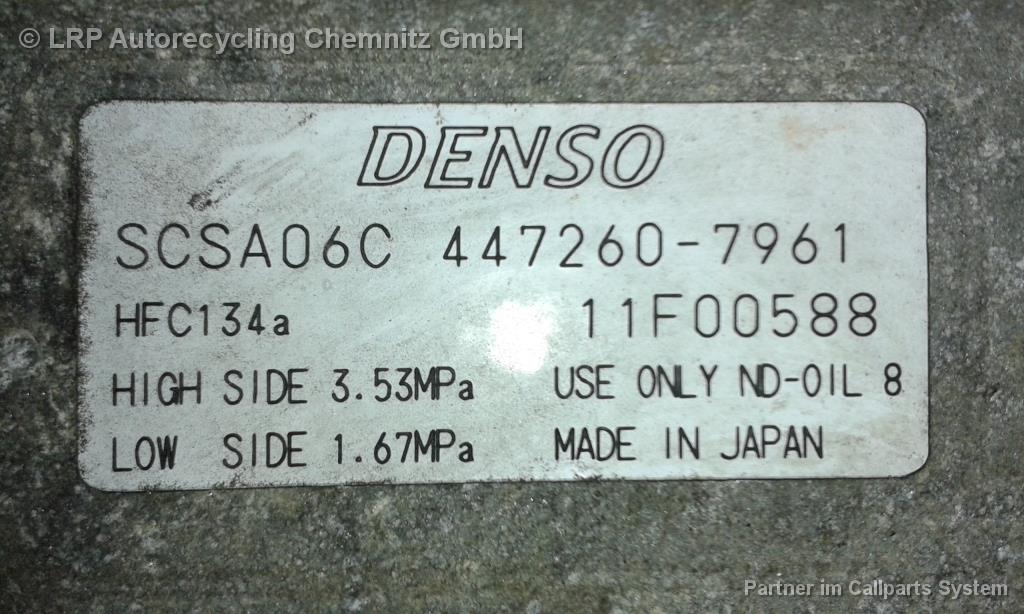 © LRP Autorecycling Chemnitz GmbH
DENSO
SCSA06C 447260-7961
HFC134a 11F00588
HIGH SIDE 3.53MPa USE ONLY ND-OIL 8
LOW SIDE 1.67MPa MADE IN JAPAN
Partner im Callparts System